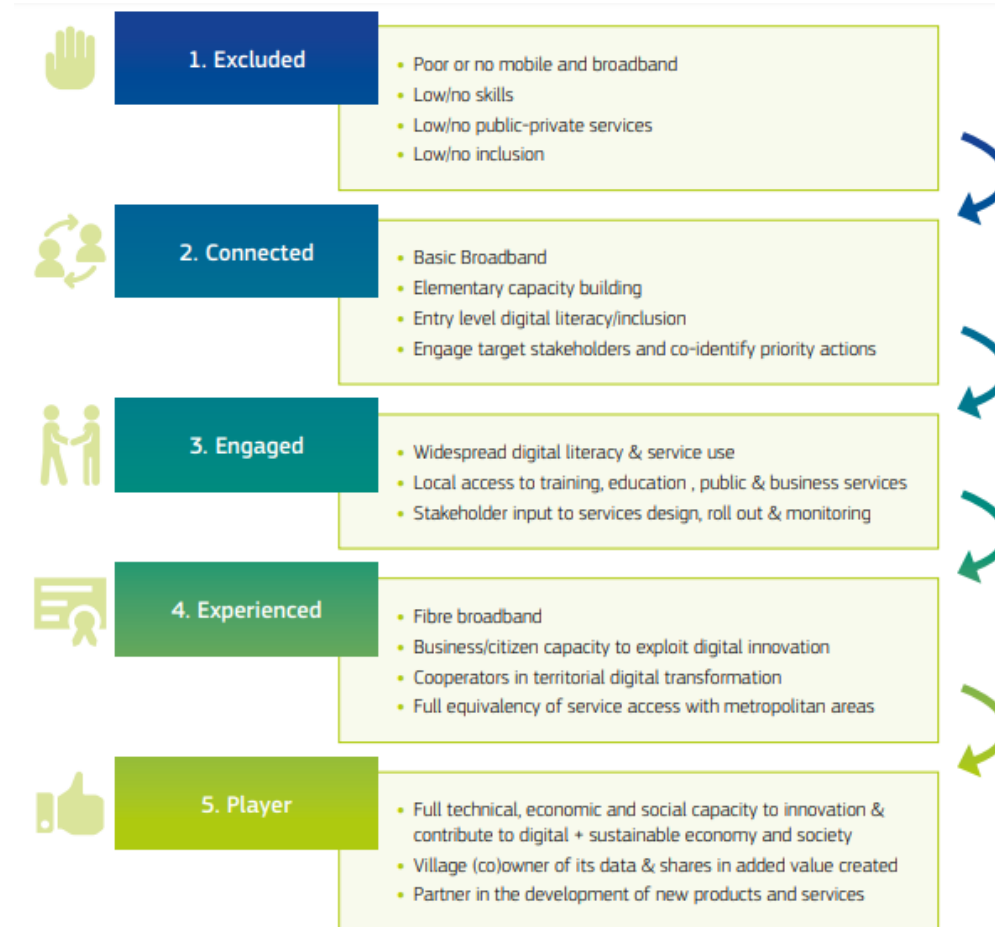 1. Excluded
• Poor or no mobile and broadband
• Low/no skills
• Low/no public-private services
• Low/no inclusion
2. Connected
• Basic Broadband
• Elementary capacity building
• Entry level digital literacy/inclusion
• Engage target stakeholders and co-identify priority actions
3. Engaged
• Widespread digital literacy & service use
• Local access to training, education , public & business services
• Stakeholder input to services design, roll out & monitoring
4. Experienced
• Fibre broadband
• Business/citizen capacity to exploit digital innovation
• Cooperators in territorial digital transformation
• Full equivalency of service access with metropolitan areas
5. Player
• Full technical, economic and social capacity to innovation &
contribute to digital + sustainable economy and society
• Village (co)owner of its data & shares in added value created
• Partner in the development of new products and services